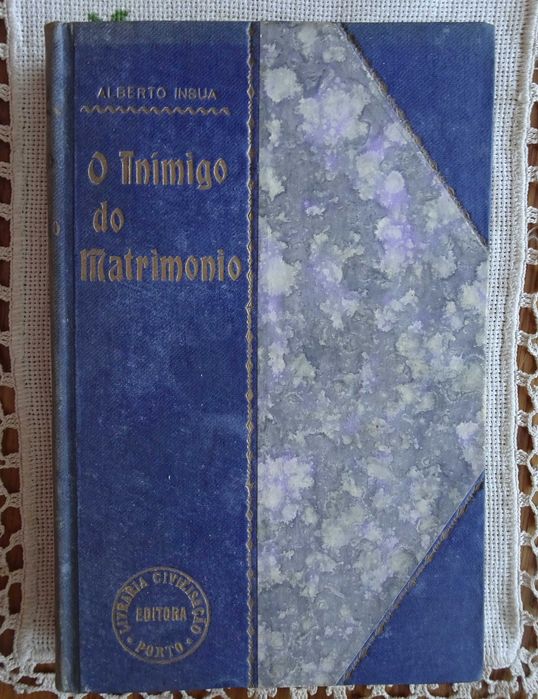 ALBERTO INSUA
O Inimigo
do
Matrimonio
LIVRARIA CIVILISAÇÃO
EDITORA
PORTO